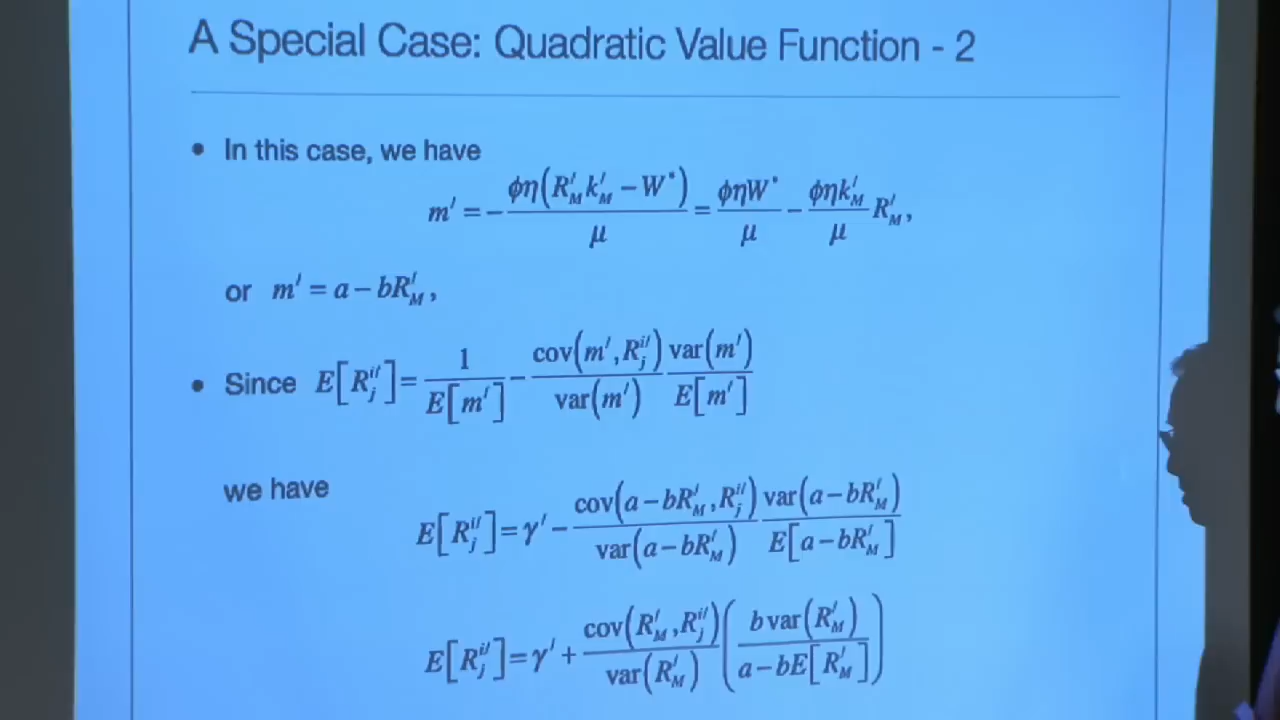 A Special Case: Quadratic Value Function - 2
• In this case, we have
m′ = − ϕη(R′_M k′_M − W*) / μ = ϕηW* / μ − ϕηk′_M / μ R′_M,
or m′ = a − bR′_M,
• Since E[R_j^i′] = 1 / E[m′] − cov(m′, R_j^i′) / var(m′) var(m′) / E[m′]
we have
E[R_j^i′] = γ′ − cov(a − bR′_M, R_j^i′) / var(a − bR′_M) var(a − bR′_M) / E[a − bR′_M]
E[R_j^i′] = γ′ + cov(R′_M, R_j^i′) / var(R′_M) (b var(R′_M) / a − bE[R′_M])